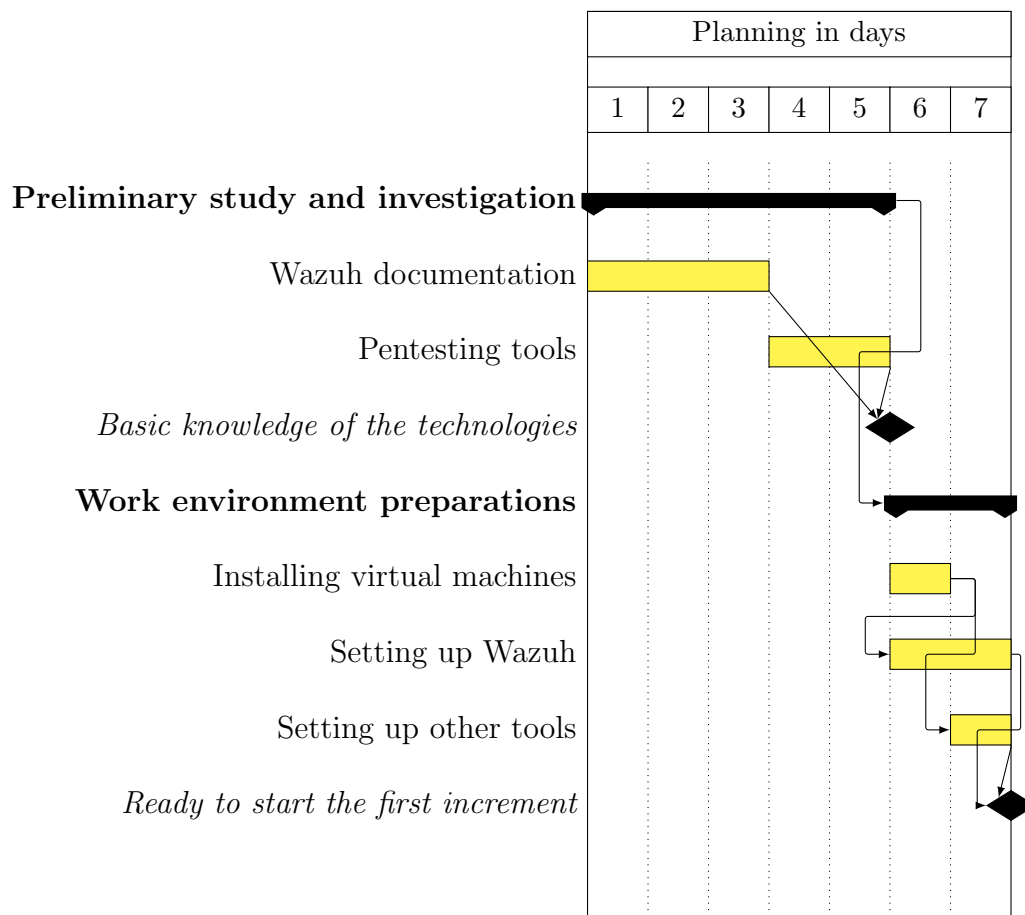 Planning in days
1 2 3 4 5 6 7
Preliminary study and investigation
Wazuh documentation
Pentesting tools
Basic knowledge of the technologies
Work environment preparations
Installing virtual machines
Setting up Wazuh
Setting up other tools
Ready to start the first increment